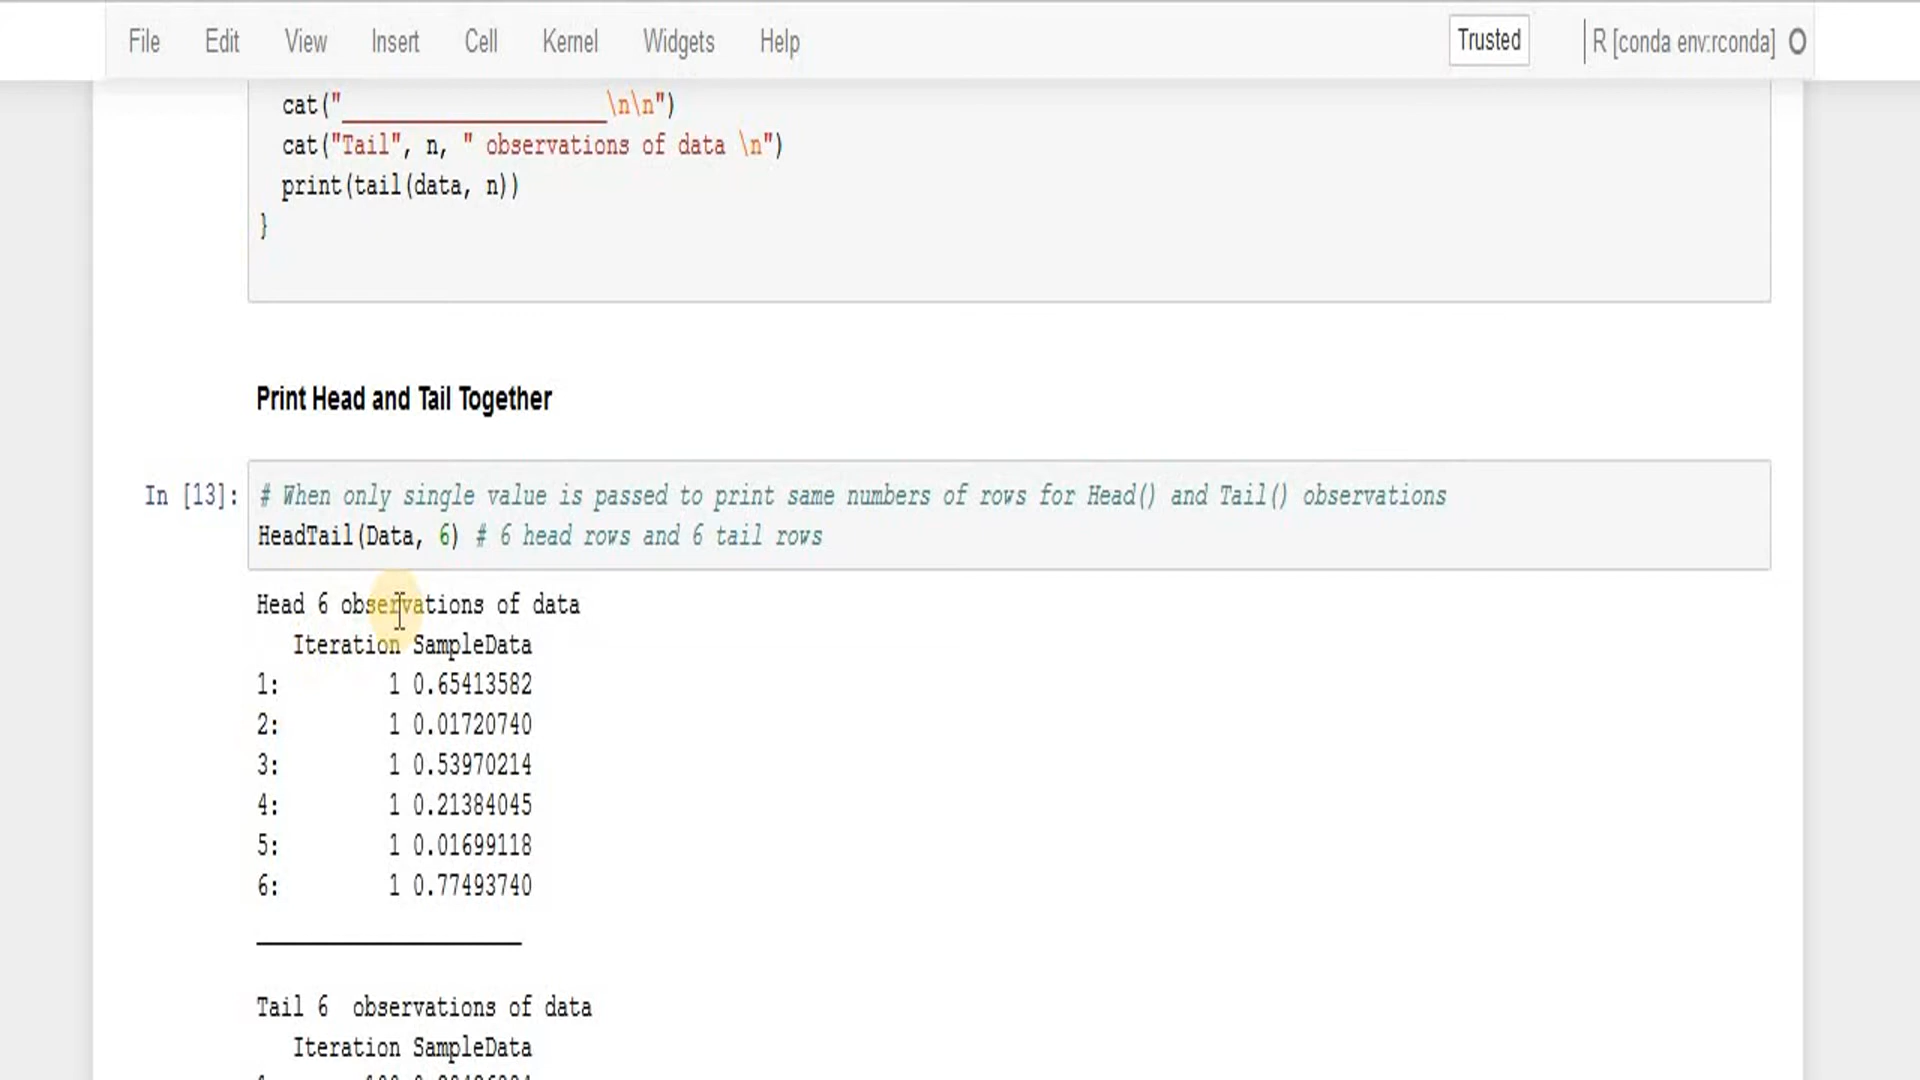 File Edit View Insert Cell Kernel Widgets Help Trusted R [conda env:rconda]
cat("______________________\n\n")
cat("Tail", n, " observations of data \n")
print(tail(data, n))
}
Print Head and Tail Together
In [13]: # When only single value is passed to print same numbers of rows for Head() and Tail() observations
HeadTail(Data, 6) # 6 head rows and 6 tail rows
Head 6 observations of data
Iteration SampleData
1: 1 0.65413582
2: 1 0.01720740
3: 1 0.53970214
4: 1 0.21384045
5: 1 0.01699118
6: 1 0.77493740
______________________
Tail 6  observations of data
Iteration SampleData